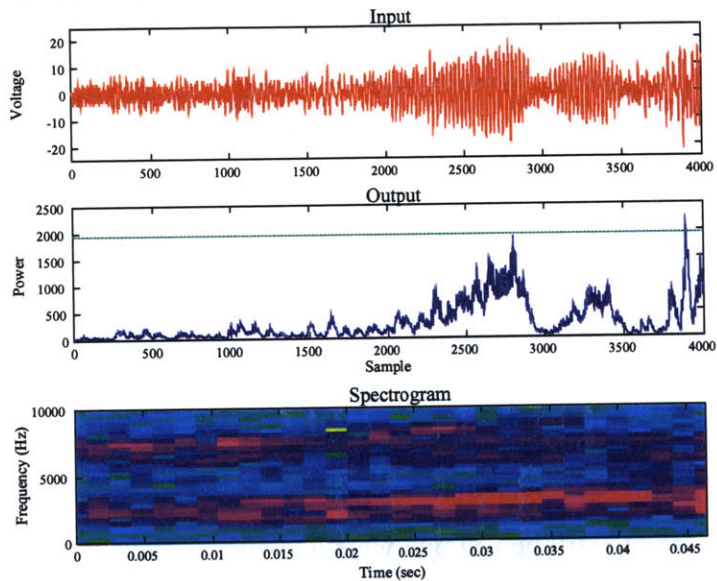 Input
Voltage
20
10
0
-10
-20
0 500 1000 1500 2000 2500 3000 3500 4000
Output
Power
2500
2000
1500
1000
500
0
0 500 1000 1500 2000 2500 3000 3500 4000
Sample
Spectrogram
Frequency (Hz)
10000
5000
0
0 0.005 0.01 0.015 0.02 0.025 0.03 0.035 0.04 0.045
Time (sec)